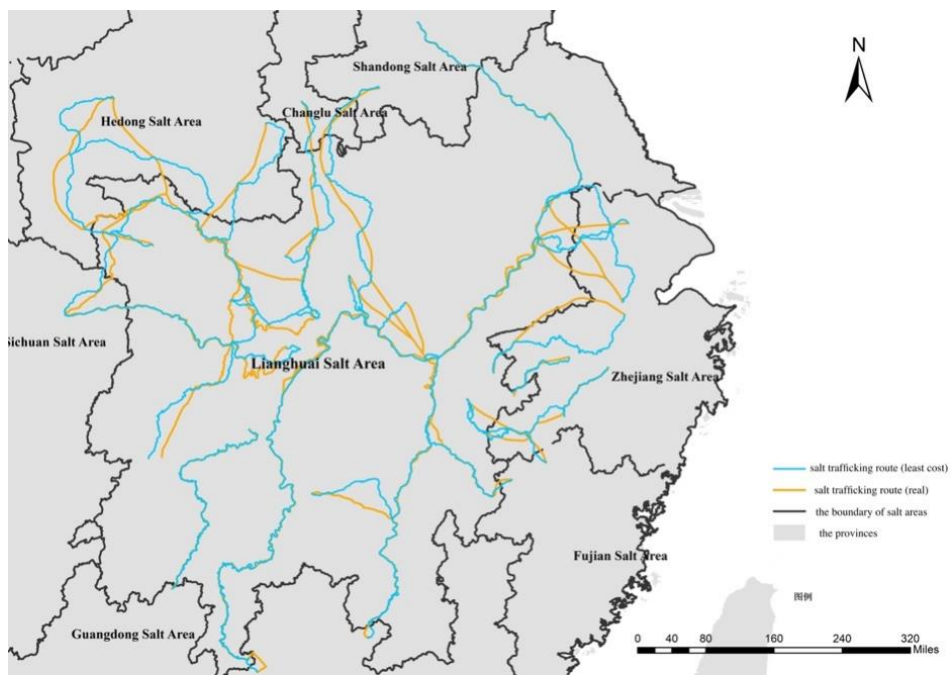 N
Shandong Salt Area
Changlu Salt Area
Hedong Salt Area
Sichuan Salt Area
Lianghuai Salt Area
Zhejiang Salt Area
salt trafficking route (least cost)
salt trafficking route (real)
the boundary of salt areas
the provinces
Fujian Salt Area
图例
Guangdong Salt Area
0 40 80 160 240 320
Miles